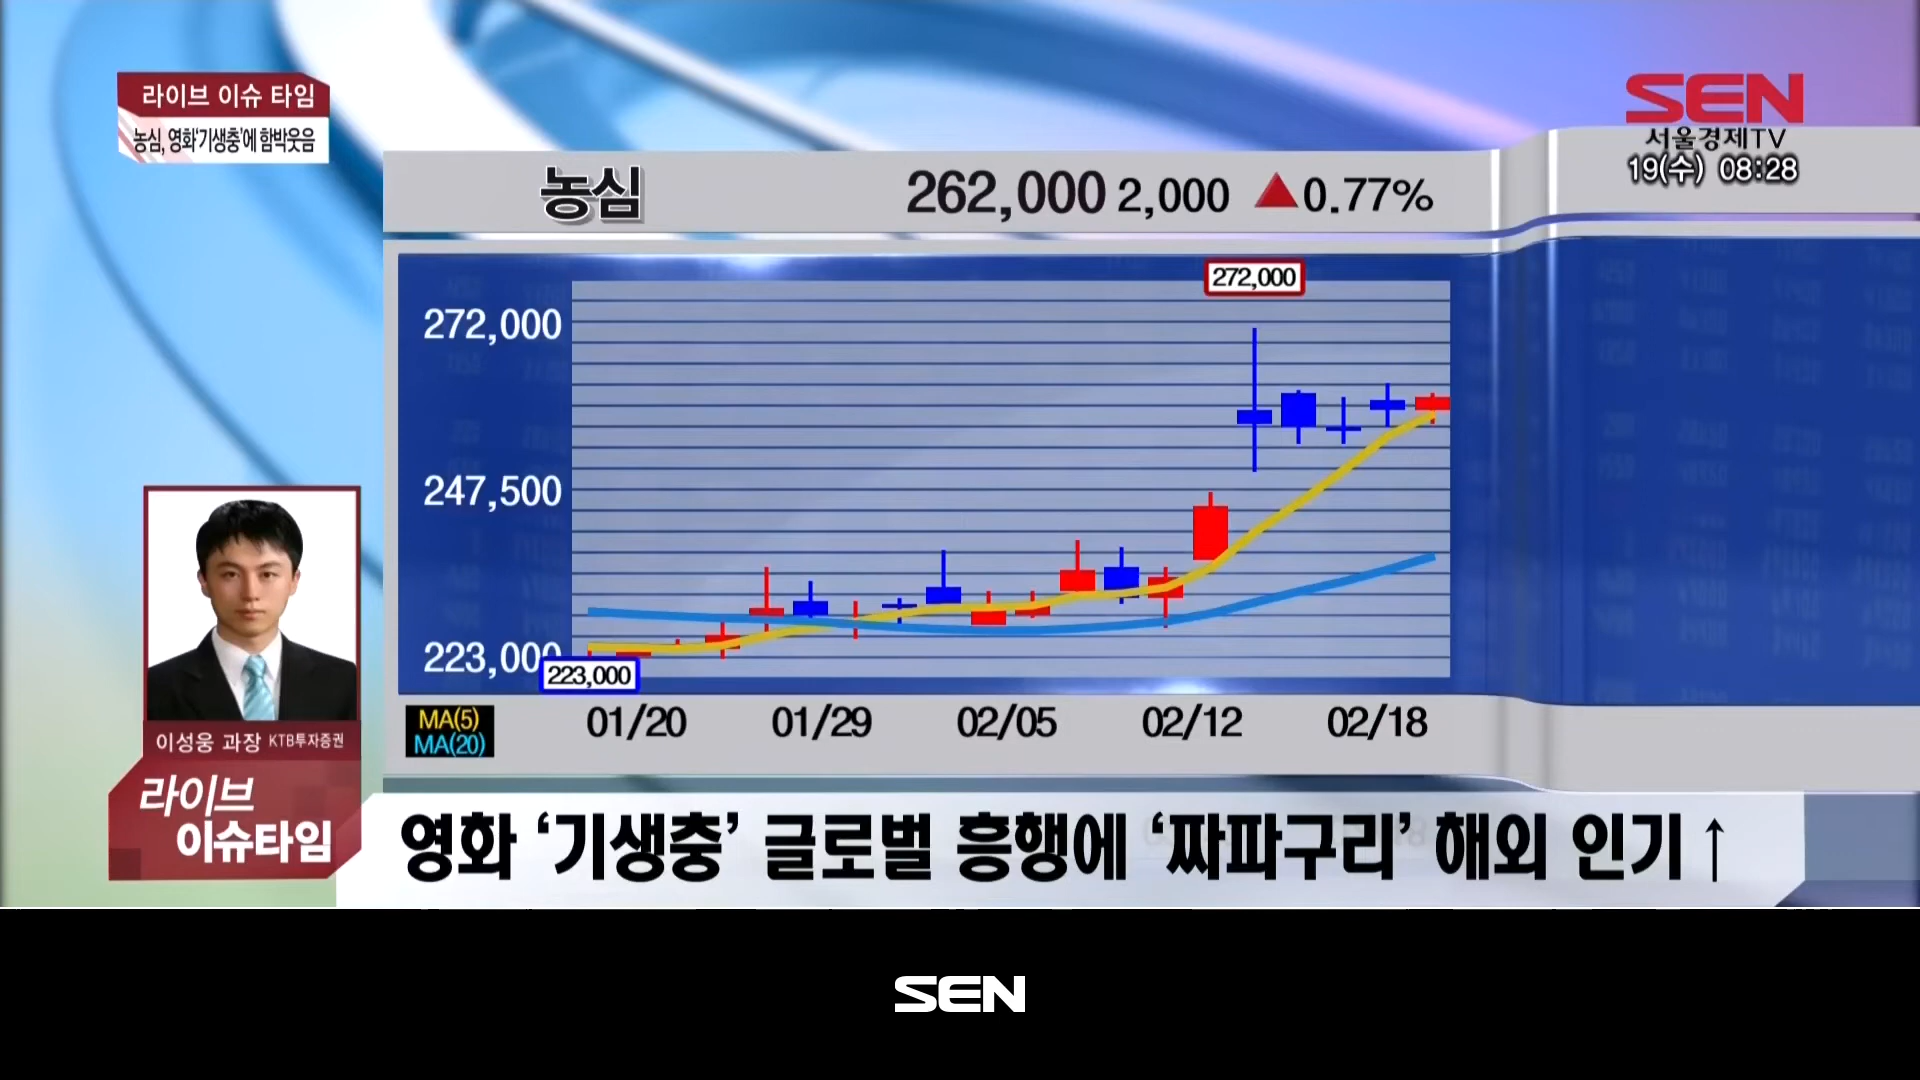 라이브 이슈 타임
농심, 영화‘기생충’에 함박웃음
SEN
서울경제TV
19(수) 08:28
농심 262,000 2,000 ▲0.77%
272,000
272,000
247,500
223,000
223,000
MA(5)
MA(20)
01/20 01/29 02/05 02/12 02/18
이성웅 과장 KTB투자증권
라이브
이슈타임
영화 ‘기생충’ 글로벌 흥행에 ‘짜파구리’ 해외 인기↑
SEN